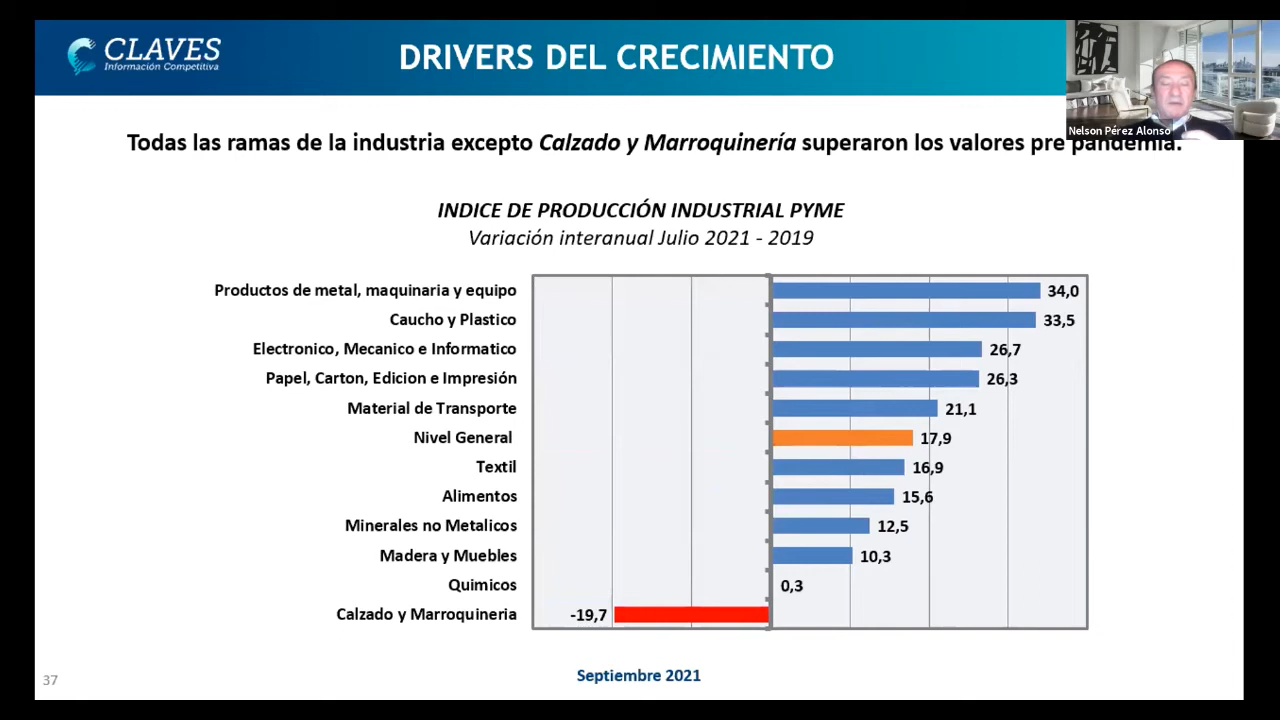 CLAVES
Información Competitiva
DRIVERS DEL CRECIMIENTO
Nelson Pérez Alonso
Todas las ramas de la industria excepto Calzado y Marroquinería superaron los valores pre pandemia.
INDICE DE PRODUCCIÓN INDUSTRIAL PYME
Variación interanual Julio 2021 - 2019
Productos de metal, maquinaria y equipo 34,0
Caucho y Plastico 33,5
Electronico, Mecanico e Informatico 26,7
Papel, Carton, Edicion e Impresión 26,3
Material de Transporte 21,1
Nivel General 17,9
Textil 16,9
Alimentos 15,6
Minerales no Metalicos 12,5
Madera y Muebles 10,3
Quimicos 0,3
Calzado y Marroquineria -19,7
37
Septiembre 2021